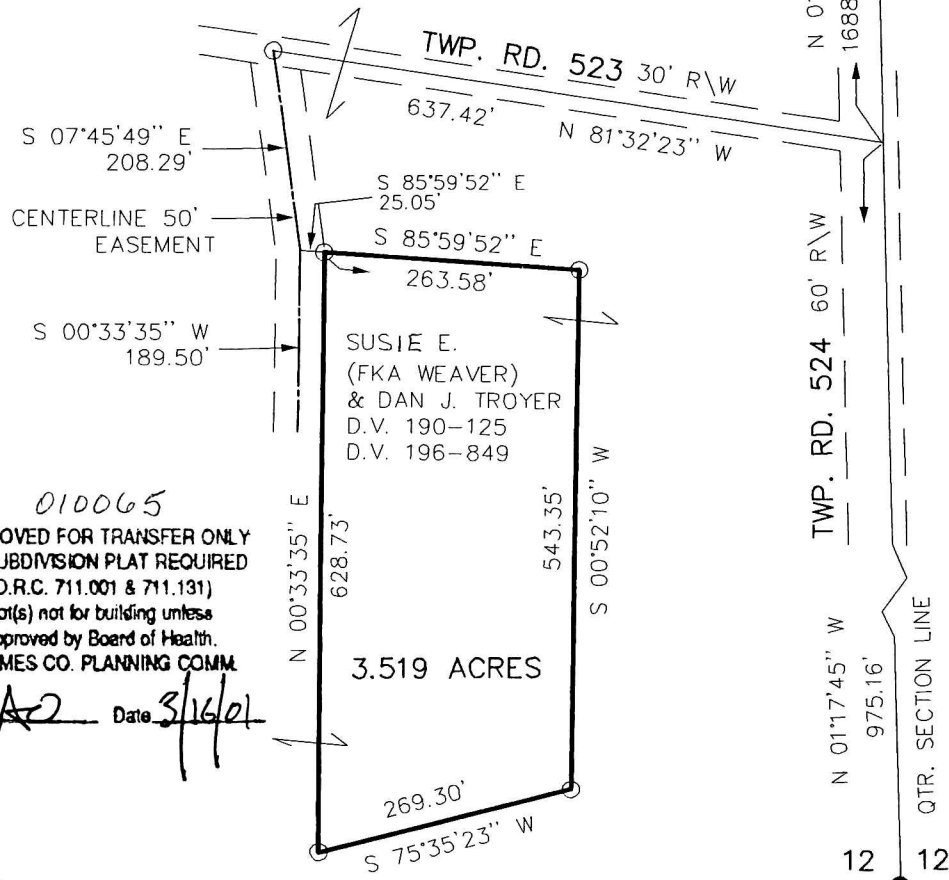 TWP. RD. 523 30' R\W
637.42'
N 81°32'23" W
N 0
1688
S 07°45'49" E
208.29'
CENTERLINE 50'
EASEMENT
S 85°59'52" E
25.05'
S 85°59'52" E
263.58'
S 00°33'35" W
189.50'
SUSIE E.
(FKA WEAVER)
& DAN J. TROYER
D.V. 190-125
D.V. 196-849
TWP. RD. 524 60' R\W
N 00°33'35" E
628.73'
543.35'
S 00°52'10" W
3.519 ACRES
010065
OVED FOR TRANSFER ONLY
UBDIVISION PLAT REQUIRED
O.R.C. 711.001 & 711.131)
ot(s) not for building unless
pproved by Board of Health.
MES CO. PLANNING COMM.
Date 3/16/01
269.30'
S 75°35'23" W
N 01°17'45" W
975.16'
QTR. SECTION LINE
12 12